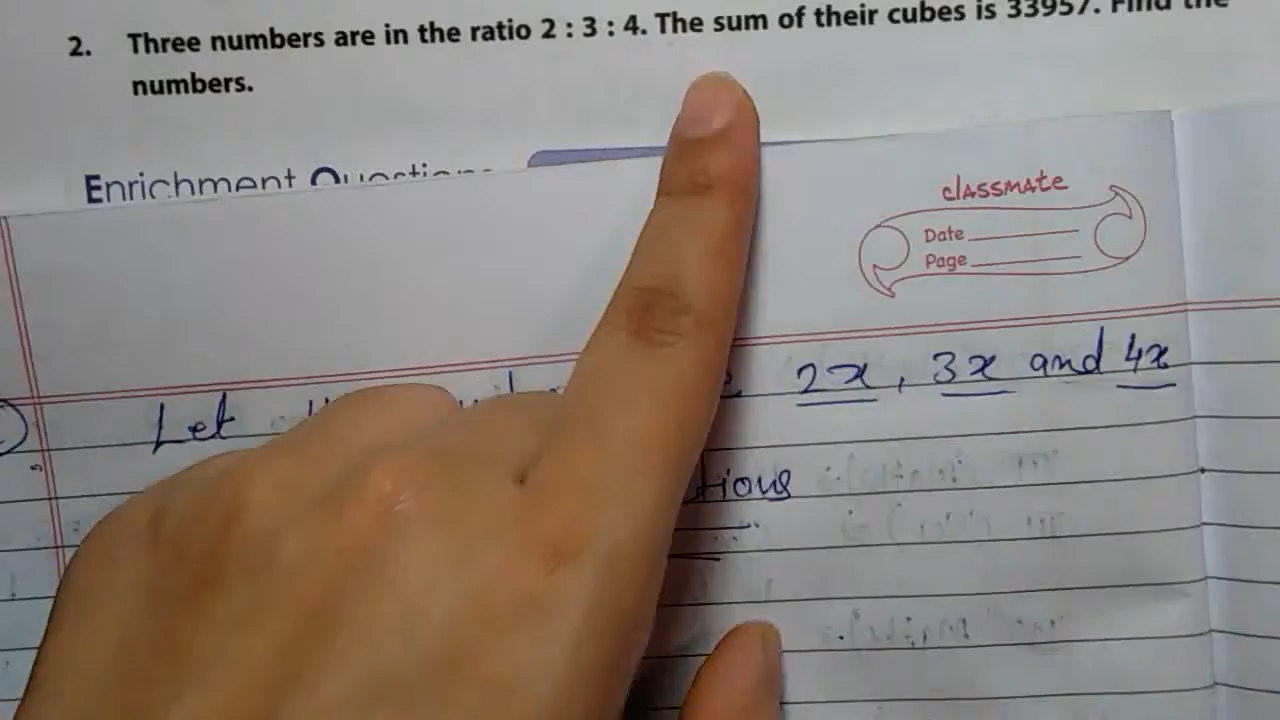 2. Three numbers are in the ratio 2 : 3 : 4. The sum of their cubes is 33957. Find the
numbers.
Enrichment Questions
classmate
Date
Page
Let 2x, 3x and 4x